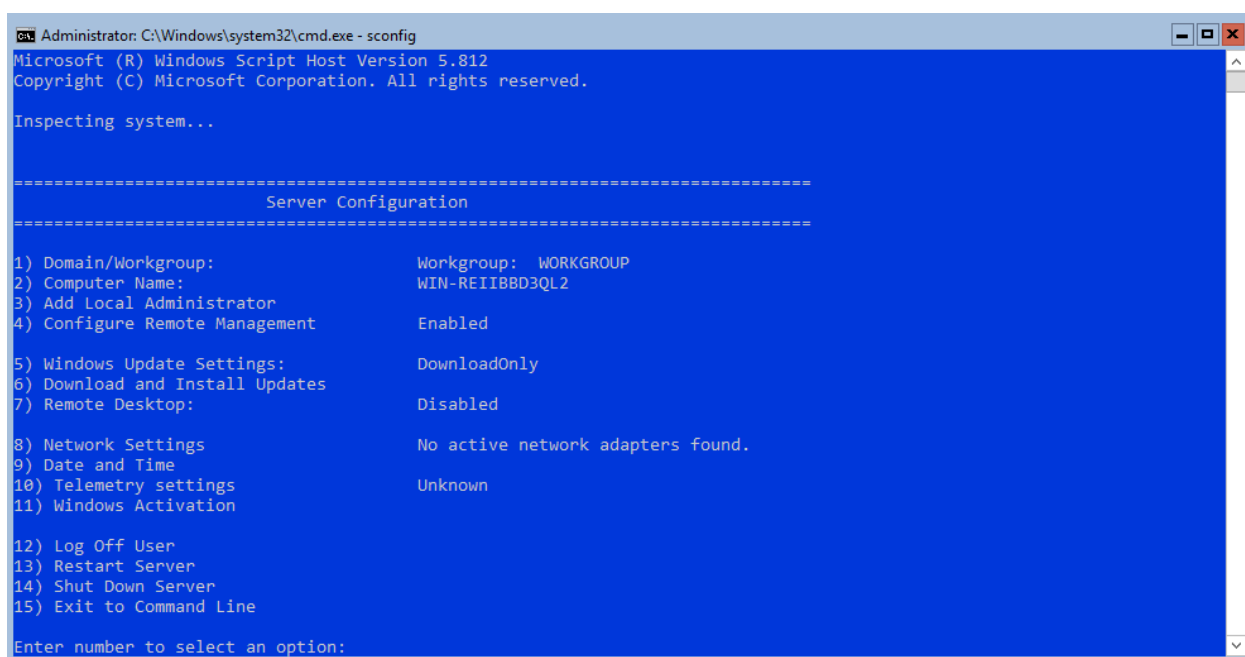 Administrator: C:\Windows\system32\cmd.exe - sconfig
Microsoft (R) Windows Script Host Version 5.812
Copyright (C) Microsoft Corporation. All rights reserved.
Inspecting system...
===============================================================================
Server Configuration
===============================================================================
1) Domain/Workgroup: Workgroup: WORKGROUP
2) Computer Name: WIN-REIIBBD3QL2
3) Add Local Administrator
4) Configure Remote Management Enabled
5) Windows Update Settings: DownloadOnly
6) Download and Install Updates
7) Remote Desktop: Disabled
8) Network Settings No active network adapters found.
9) Date and Time
10) Telemetry settings Unknown
11) Windows Activation
12) Log Off User
13) Restart Server
14) Shut Down Server
15) Exit to Command Line
Enter number to select an option: